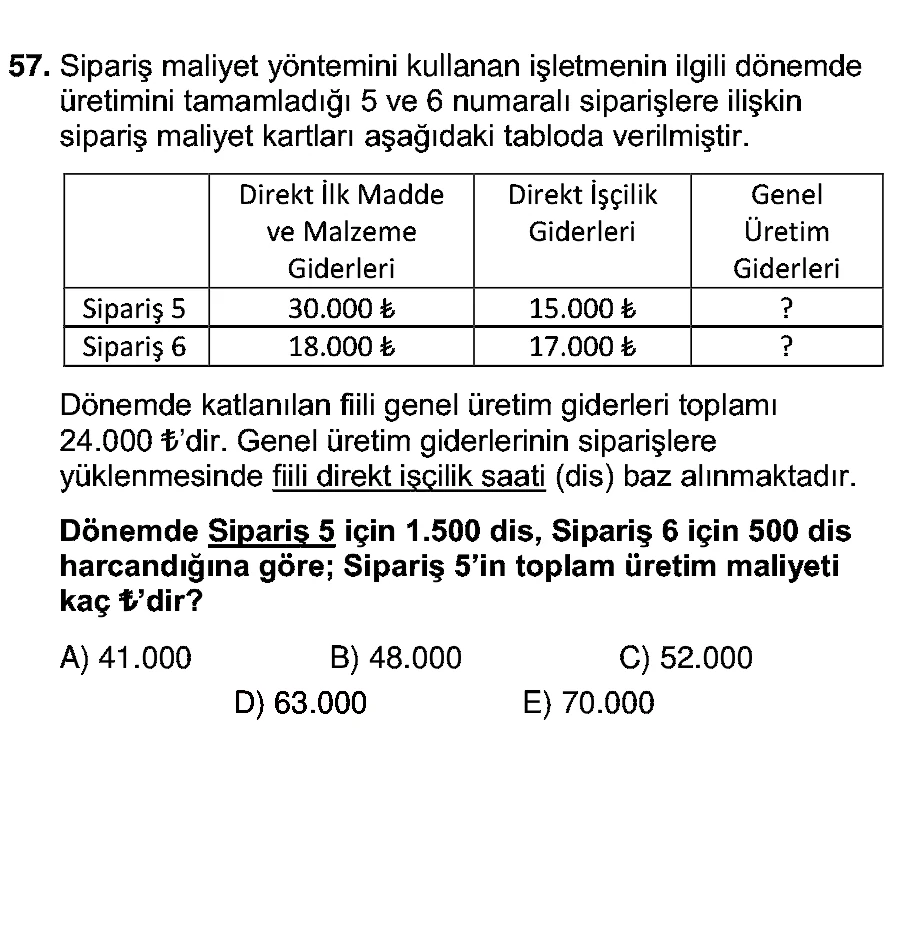 57. Sipariş maliyet yöntemini kullanan işletmenin ilgili dönemde
üretimini tamamladığı 5 ve 6 numaralı siparişlere ilişkin
sipariş maliyet kartları aşağıdaki tabloda verilmiştir.
Direkt İlk Madde ve Malzeme Giderleri | Direkt İşçilik Giderleri | Genel Üretim Giderleri
Sipariş 5 | 30.000 ₺ | 15.000 ₺ | ?
Sipariş 6 | 18.000 ₺ | 17.000 ₺ | ?
Dönemde katlanılan fiili genel üretim giderleri toplamı
24.000 ₺'dir. Genel üretim giderlerinin siparişlere
yüklenmesinde fiili direkt işçilik saati (dis) baz alınmaktadır.
Dönemde Sipariş 5 için 1.500 dis, Sipariş 6 için 500 dis
harcandığına göre; Sipariş 5'in toplam üretim maliyeti
kaç ₺'dir?
A) 41.000 B) 48.000 C) 52.000
D) 63.000 E) 70.000